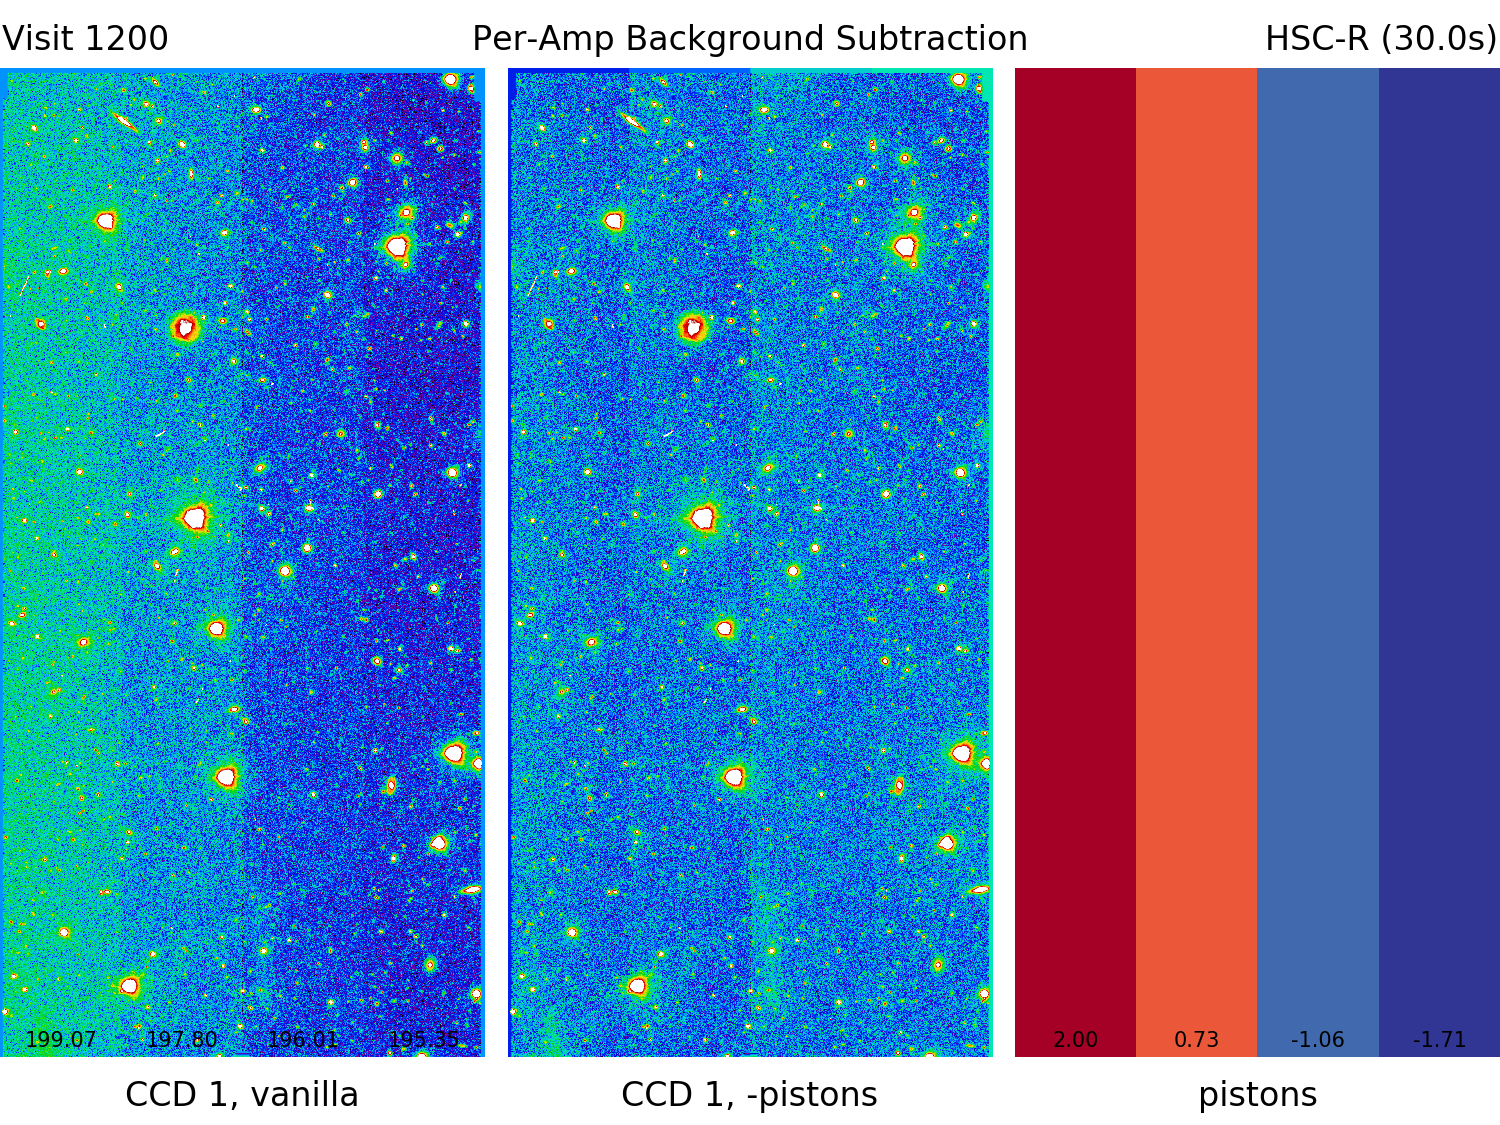 Visit 1200 Per-Amp Background Subtraction HSC-R (30.0s)
199.07 197.80 196.01 195.35 2.00 0.73 -1.06 -1.71
CCD 1, vanilla CCD 1, -pistons pistons